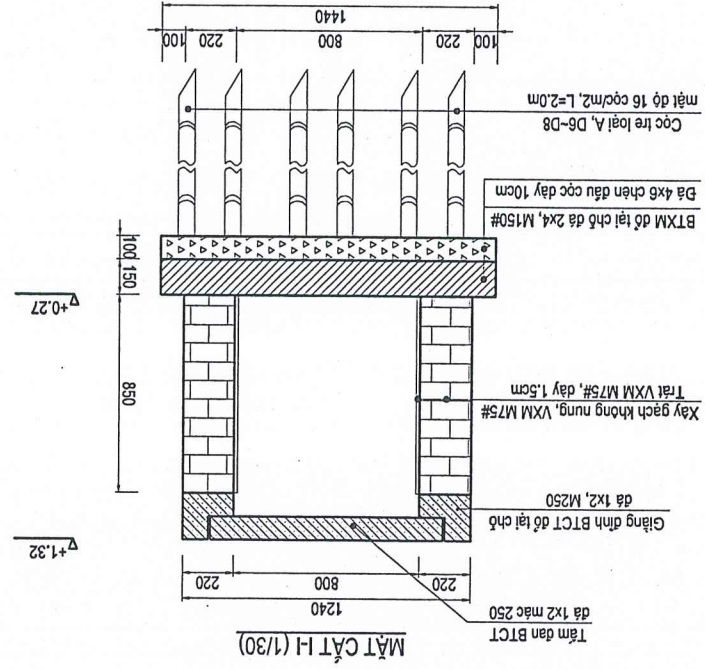 MẶT CẮT I-I (1/30)
Tấm đan BTCT
đá 1x2 mác 250
1240
220
800
220
+1.32
Giằng đỉnh BTCT đổ tại chỗ
đá 1x2, M250
Xây gạch không nung, VXM M75#
Trát VXM M75#, dày 1.5cm
850
+0.27
BTXM đổ tại chỗ đá 2x4, M150#
Đá 4x6 chèn đầu cọc dày 10cm
150
100
Cọc tre loại A, D6~D8
mật độ 16 cọc/m2, L=2.0m
100
220
800
220
100
1440